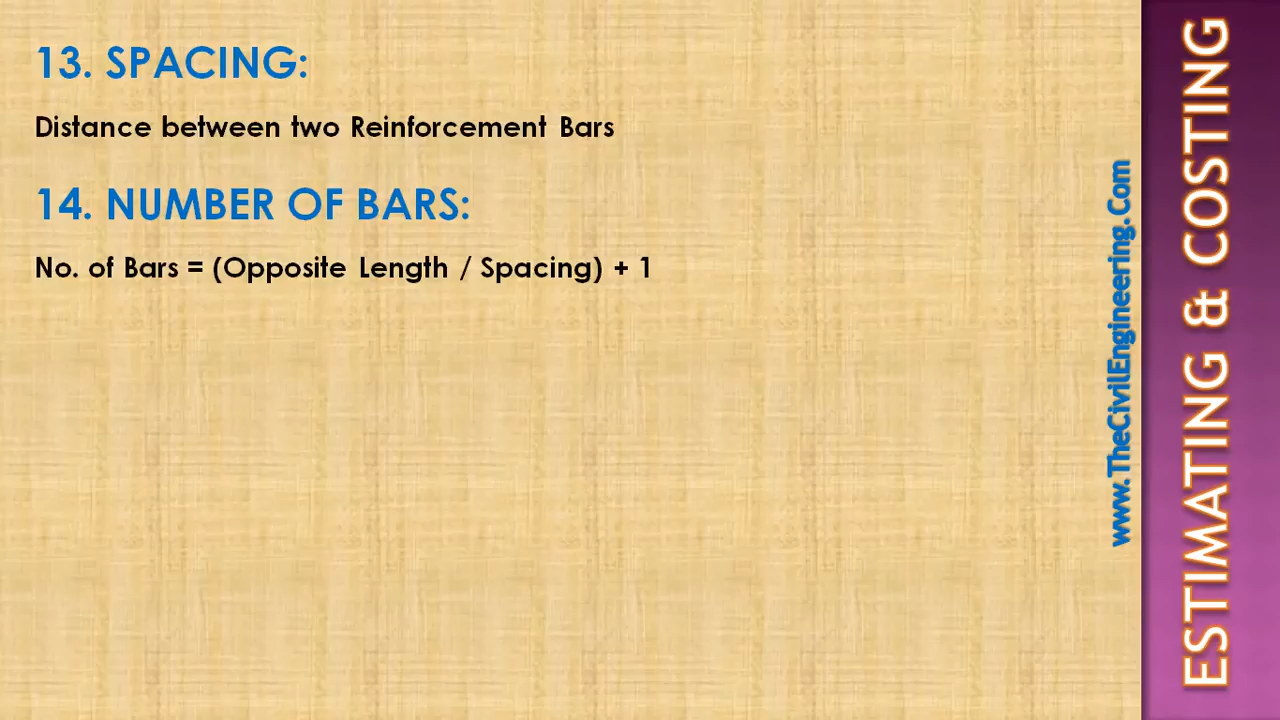 13. SPACING:
Distance between two Reinforcement Bars
14. NUMBER OF BARS:
No. of Bars = (Opposite Length / Spacing) + 1
www.TheCivilEngineering.Com
ESTIMATING & COSTING